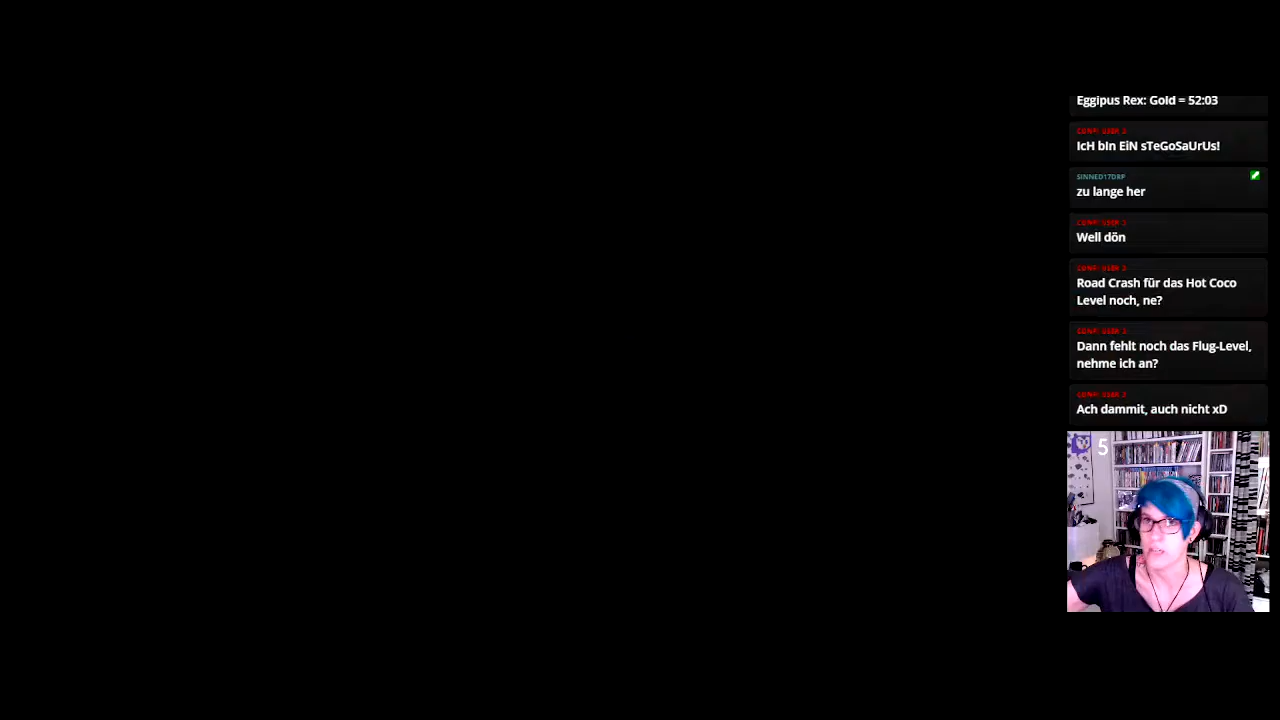 Eggipus Rex: Gold = 52:03
IcH bIn EiN sTeGoSaUrUs!
SINNED17DRP
zu lange her
Well dön
Road Crash für das Hot Coco
Level noch, ne?
Dann fehlt noch das Flug-Level,
nehme ich an?
Ach dammit, auch nicht xD
5